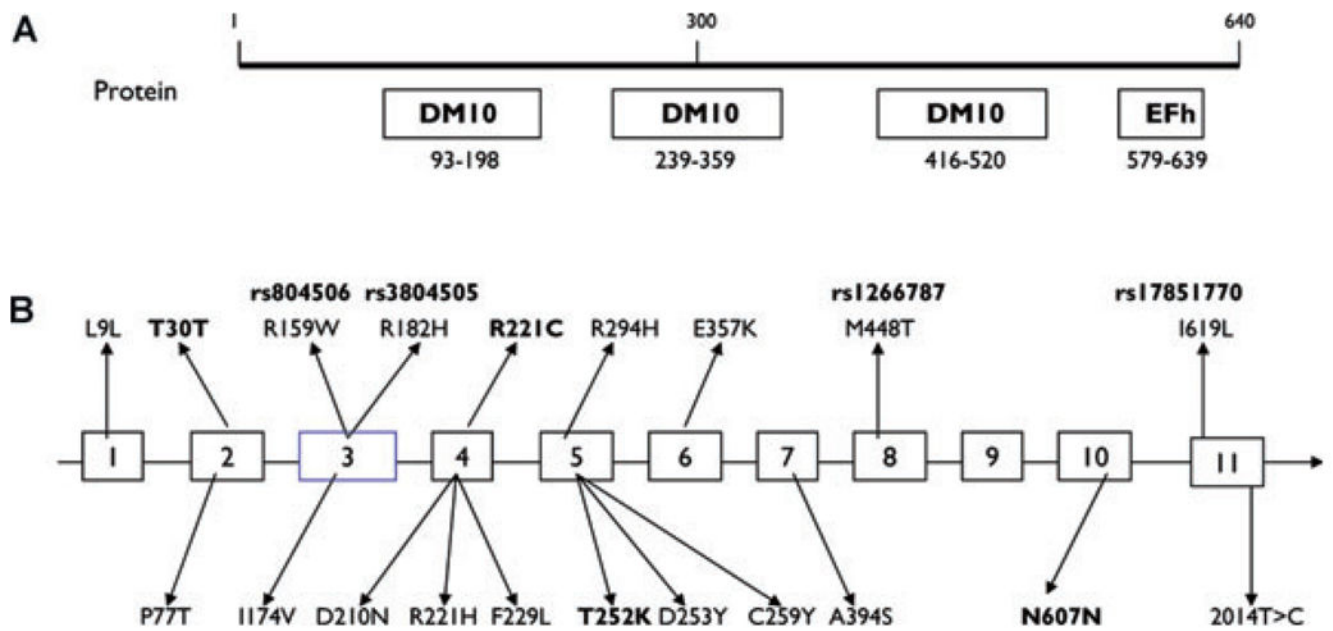 A
1 300 640
Protein
DM10 DM10 DM10 EFh
93-198 239-359 416-520 579-639
B
rs804506 rs3804505 rs1266787 rs17851770
L9L T30T R159W R182H R221C R294H E357K M448T I619L
1 2 3 4 5 6 7 8 9 10 11
P77T I174V D210N R221H F229L T252K D253Y C259Y A394S N607N 2014T>C